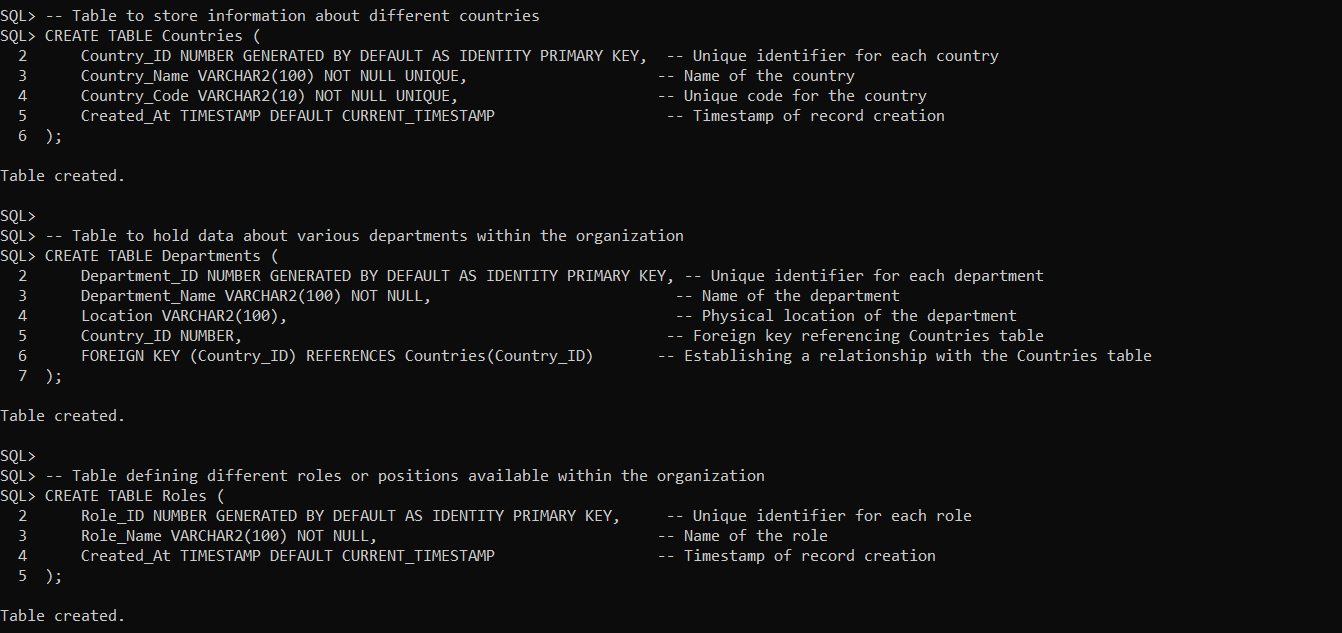 SQL> -- Table to store information about different countries
SQL> CREATE TABLE Countries (
  2      Country_ID NUMBER GENERATED BY DEFAULT AS IDENTITY PRIMARY KEY,  -- Unique identifier for each country
  3      Country_Name VARCHAR2(100) NOT NULL UNIQUE,                     -- Name of the country
  4      Country_Code VARCHAR2(10) NOT NULL UNIQUE,                      -- Unique code for the country
  5      Created_At TIMESTAMP DEFAULT CURRENT_TIMESTAMP                   -- Timestamp of record creation
  6  );
Table created.
SQL>
SQL> -- Table to hold data about various departments within the organization
SQL> CREATE TABLE Departments (
  2      Department_ID NUMBER GENERATED BY DEFAULT AS IDENTITY PRIMARY KEY, -- Unique identifier for each department
  3      Department_Name VARCHAR2(100) NOT NULL,                           -- Name of the department
  4      Location VARCHAR2(100),                                           -- Physical location of the department
  5      Country_ID NUMBER,                                               -- Foreign key referencing Countries table
  6      FOREIGN KEY (Country_ID) REFERENCES Countries(Country_ID)       -- Establishing a relationship with the Countries table
  7  );
Table created.
SQL>
SQL> -- Table defining different roles or positions available within the organization
SQL> CREATE TABLE Roles (
  2      Role_ID NUMBER GENERATED BY DEFAULT AS IDENTITY PRIMARY KEY,     -- Unique identifier for each role
  3      Role_Name VARCHAR2(100) NOT NULL,                               -- Name of the role
  4      Created_At TIMESTAMP DEFAULT CURRENT_TIMESTAMP                  -- Timestamp of record creation
  5  );
Table created.